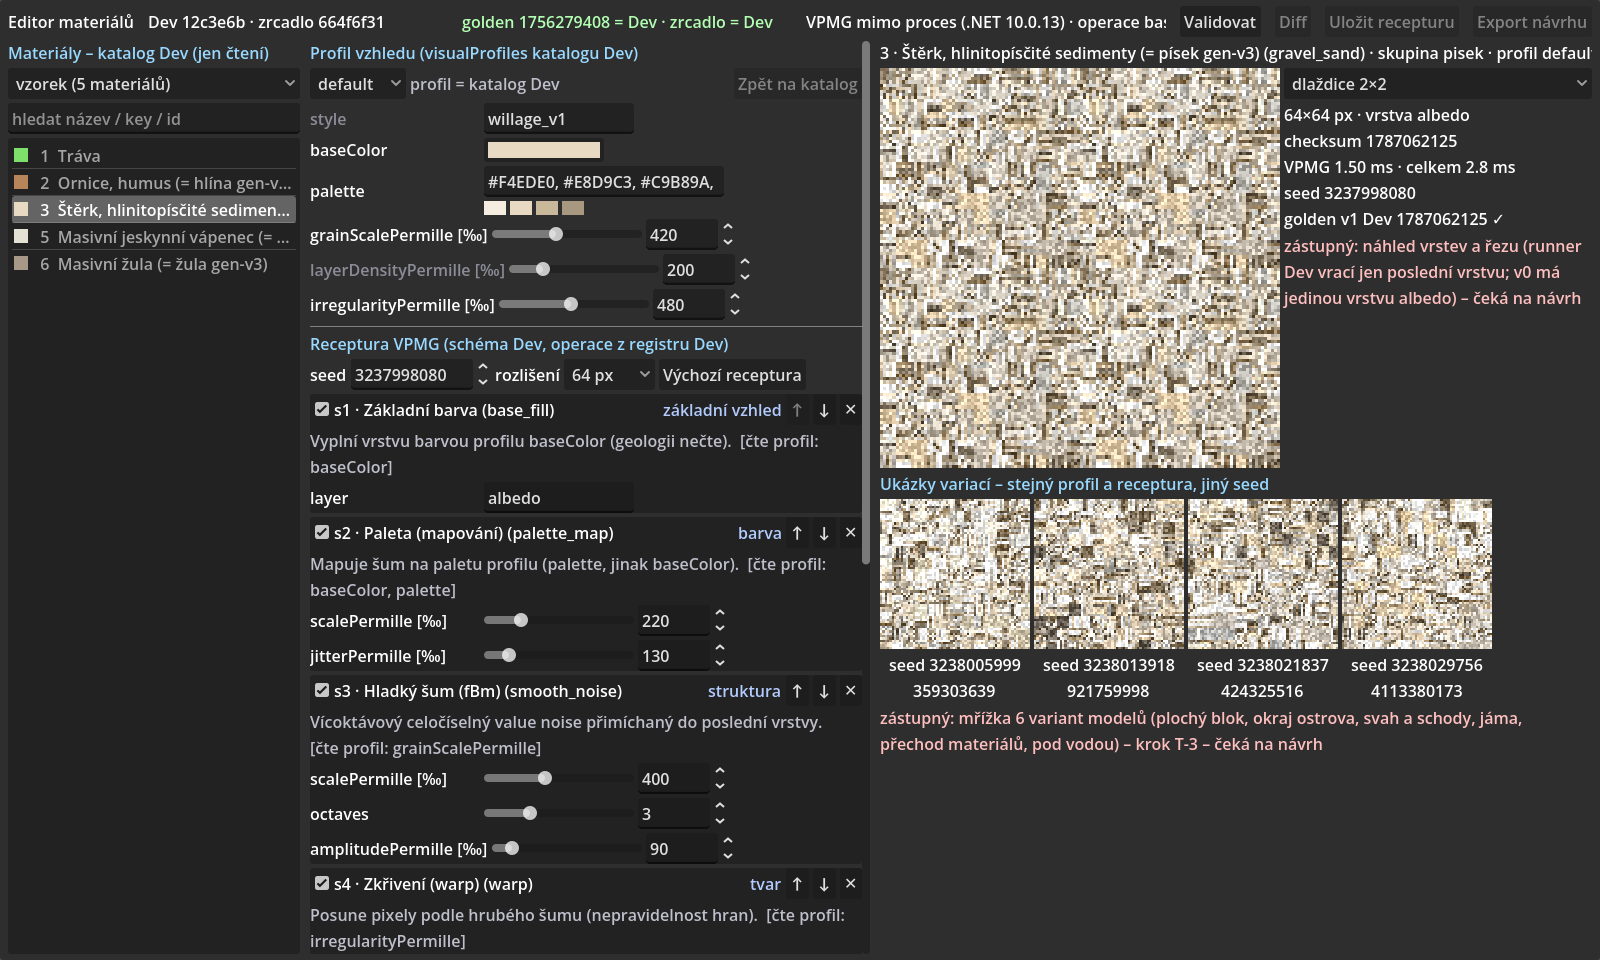 Editor materiálů Dev 12c3e6b · zrcadlo 664f6f31 golden 1756279408 = Dev · zrcadlo = Dev VPMG mimo proces (.NET 10.0.13) · operace bas Validovat Diff Uložit recepturu Export návrhu
Materiály – katalog Dev (jen čtení)
vzorek (5 materiálů)
hledat název / key / id
1 Tráva
2 Ornice, humus (= hlína gen-v...
3 Štěrk, hlinitopísčité sedimen...
5 Masivní jeskynní vápenec (= ...
6 Masivní žula (= žula gen-v3)
Profil vzhledu (visualProfiles katalogu Dev)
default profil = katalog Dev Zpět na katalog
style willage_v1
baseColor
palette #F4EDE0, #E8D9C3, #C9B89A,
grainScalePermille [‰] 420
layerDensityPermille [‰] 200
irregularityPermille [‰] 480
Receptura VPMG (schéma Dev, operace z registru Dev)
seed 3237998080 rozlišení 64 px Výchozí receptura
s1 · Základní barva (base_fill) základní vzhled ↑ ↓ ✕
Vyplní vrstvu barvou profilu baseColor (geologii nečte). [čte profil:
baseColor]
layer albedo
s2 · Paleta (mapování) (palette_map) barva ↑ ↓ ✕
Mapuje šum na paletu profilu (palette, jinak baseColor). [čte profil:
baseColor, palette]
scalePermille [‰] 220
jitterPermille [‰] 130
s3 · Hladký šum (fBm) (smooth_noise) struktura ↑ ↓ ✕
Vícoktávový celočíselný value noise přimíchaný do poslední vrstvy.
[čte profil: grainScalePermille]
scalePermille [‰] 400
octaves 3
amplitudePermille [‰] 90
s4 · Zkřivení (warp) (warp) tvar ↑ ↓ ✕
Posune pixely podle hrubého šumu (nepravidelnost hran). [čte profil:
irregularityPermille]
3 · Štěrk, hlinitopísčité sedimenty (= písek gen-v3) (gravel_sand) · skupina pisek · profil defaul
dlaždice 2×2
64×64 px · vrstva albedo
checksum 1787062125
VPMG 1.50 ms · celkem 2.8 ms
seed 3237998080
golden v1 Dev 1787062125 ✓
zástupný: náhled vrstev a řezu (runner
Dev vrací jen poslední vrstvu; v0 má
jedinou vrstvu albedo) – čeká na návrh
Ukázky variací – stejný profil a receptura, jiný seed
seed 3238005999 seed 3238013918 seed 3238021837 seed 3238029756
359303639 921759998 424325516 4113380173
zástupný: mřížka 6 variant modelů (plochý blok, okraj ostrova, svah a schody, jáma,
přechod materiálů, pod vodou) – krok T-3 – čeká na návrh